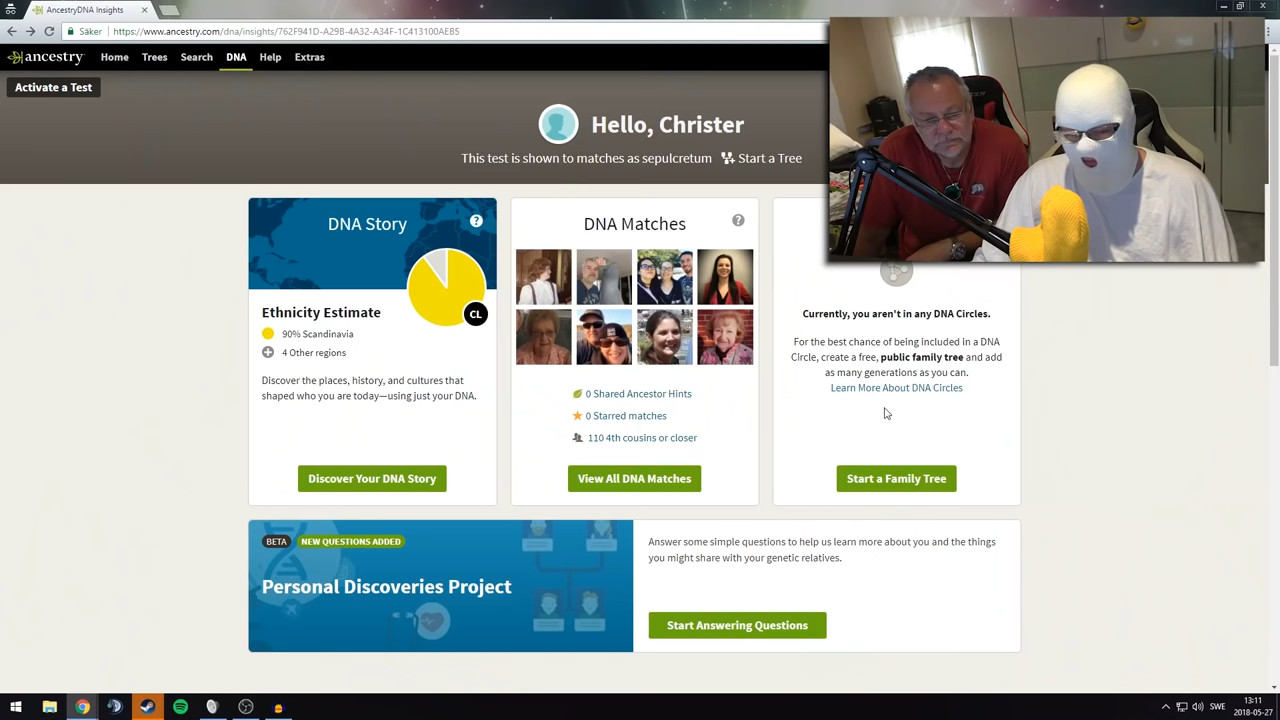 AncestryDNA Insights
Säker
https://www.ancestry.com/dna/insights/762F941D-A29B-4A32-A34F-1C413100AEB5
ancestry
Home
Trees
Search
DNA
Help
Extras
Activate a Test
Hello, Christer
This test is shown to matches as sepulcretum
Start a Tree
DNA Story
?
CL
Ethnicity Estimate
90% Scandinavia
4 Other regions
Discover the places, history, and cultures that
shaped who you are today—using just your DNA.
Discover Your DNA Story
DNA Matches
?
0 Shared Ancestor Hints
0 Starred matches
110 4th cousins or closer
View All DNA Matches
Currently, you aren't in any DNA Circles.
For the best chance of being included in a DNA
Circle, create a free, public family tree and add
as many generations as you can.
Learn More About DNA Circles
Start a Family Tree
BETA
NEW QUESTIONS ADDED
Personal Discoveries Project
Answer some simple questions to help us learn more about you and the things
you might share with your genetic relatives.
Start Answering Questions
SWE
13:11
2018-05-27